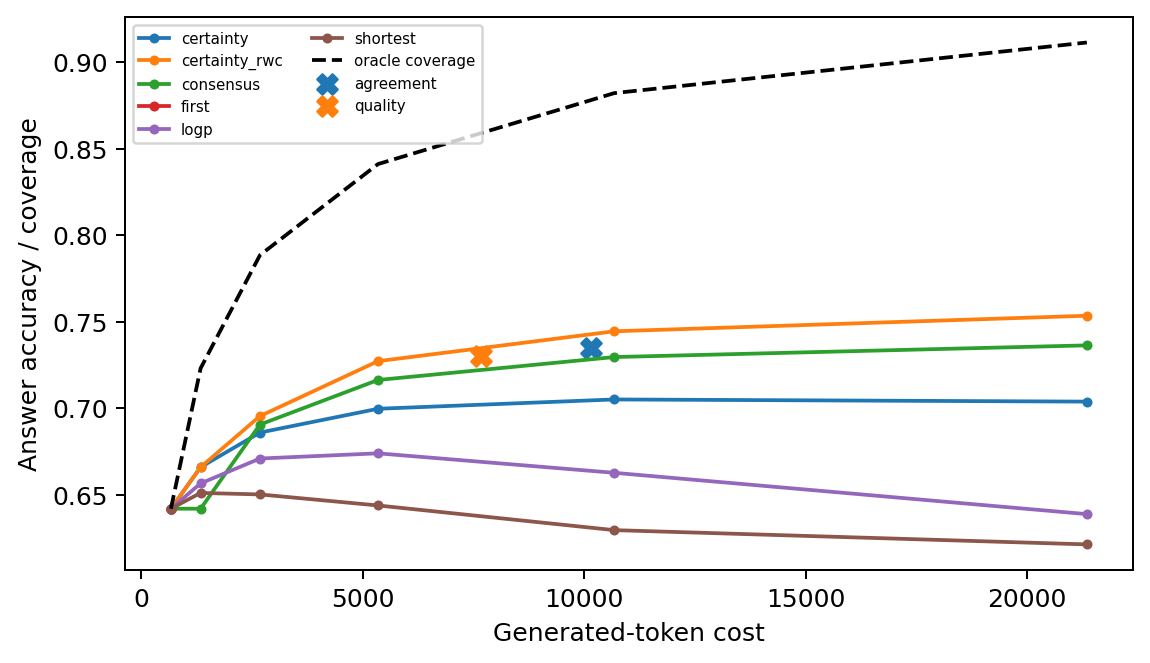 certainty
certainty_rwc
consensus
first
logp
shortest
oracle coverage
agreement
quality
Answer accuracy / coverage
0.90
0.85
0.80
0.75
0.70
0.65
0
5000
10000
15000
20000
Generated-token cost